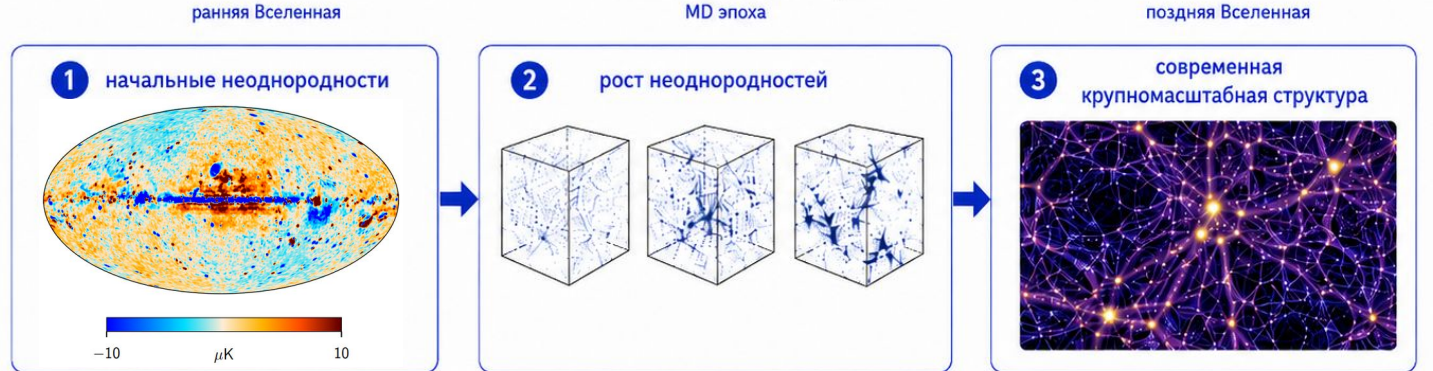 ранняя Вселенная
MD эпоха
поздняя Вселенная
1 начальные неоднородности
2 рост неоднородностей
3 современная
крупномасштабная структура
−10 μK 10